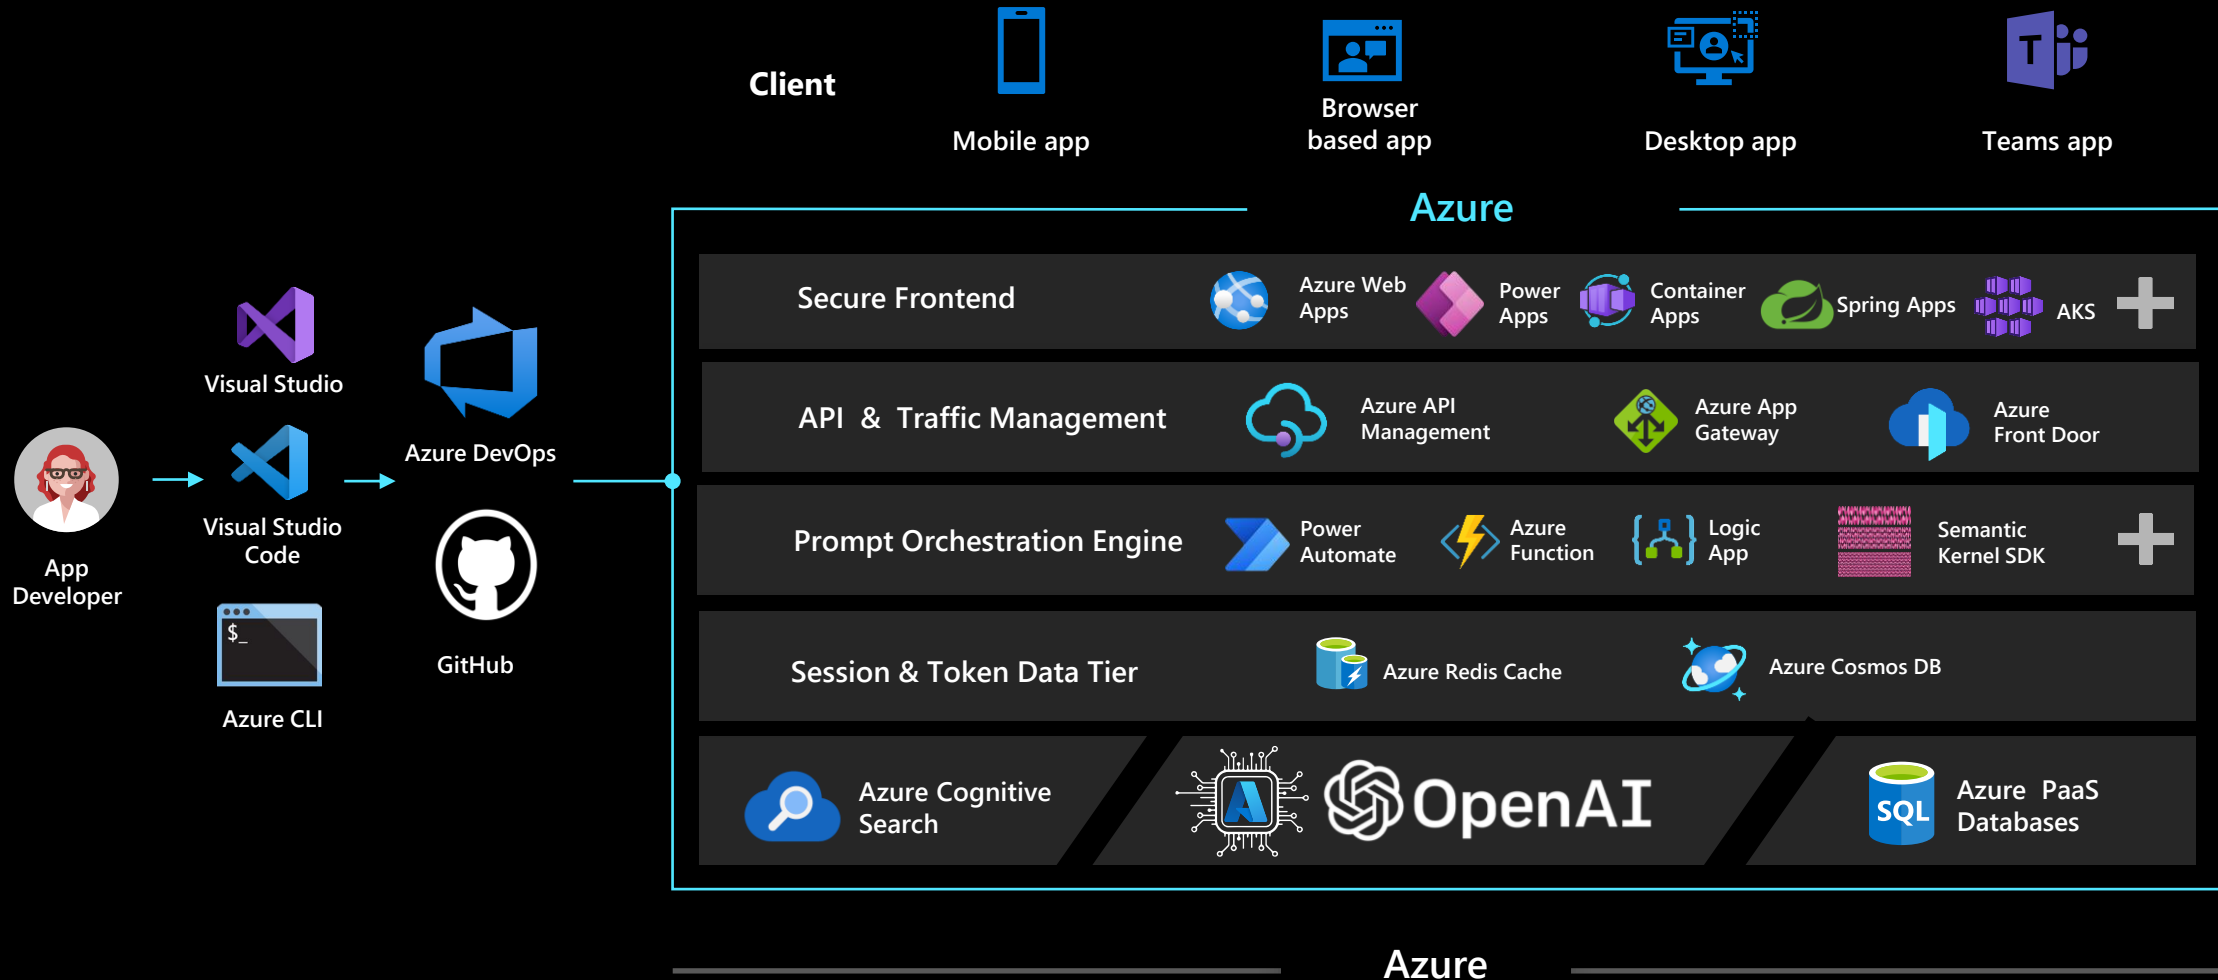 Client
Mobile app
Browser
based app
Desktop app
T
Teams app
Azure
Secure Frontend
Azure Web
Apps
Power
Apps
Container
Apps
Spring Apps
AKS
API & Traffic Management
Azure API
Management
Azure App
Gateway
Azure
Front Door
Prompt Orchestration Engine
Power
Automate
Azure
Function
Logic
App
Semantic
Kernel SDK
Session & Token Data Tier
Azure Redis Cache
Azure Cosmos DB
Azure Cognitive
Search
OpenAI
SQL
Azure PaaS
Databases
App
Developer
Visual Studio
Visual Studio
Code
$_
Azure CLI
Azure DevOps
GitHub
Azure